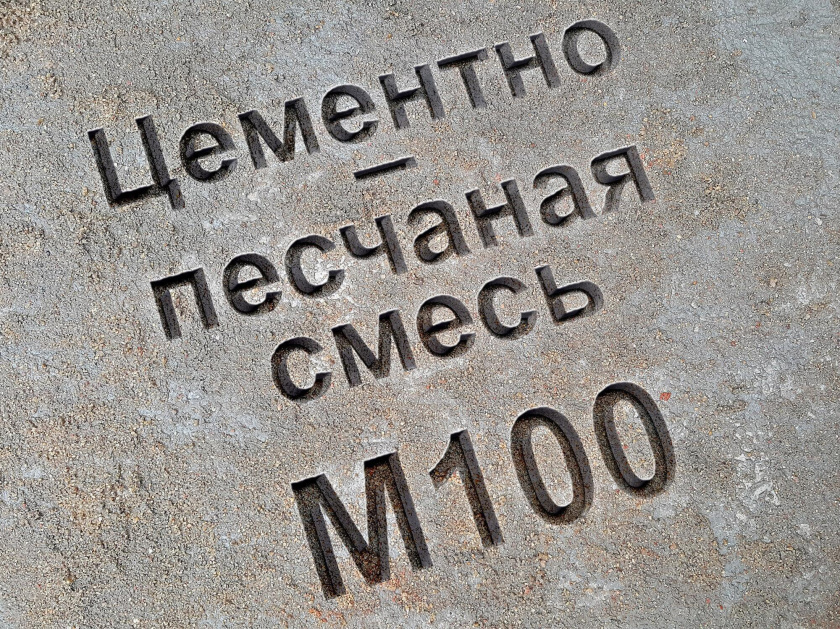 Цементно
–
песчаная
смесь
М100